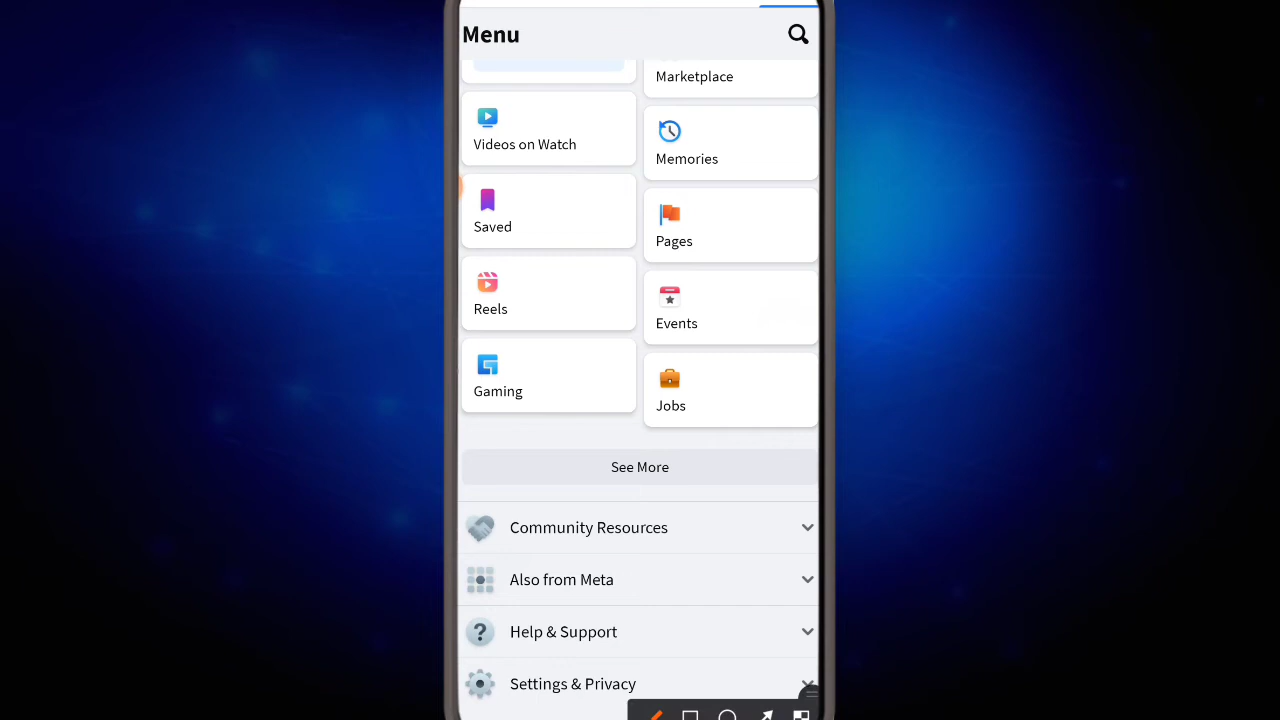 Menu
Marketplace
Videos on Watch
Memories
Saved
Pages
Reels
Events
Gaming
Jobs
See More
Community Resources
Also from Meta
Help & Support
Settings & Privacy